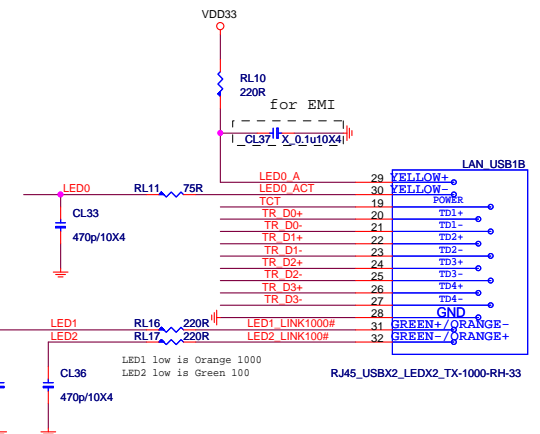 VDD33
RL10
220R
for EMI
CL37 X_0.1u10X4
LAN_USB1B
LED0_A 29 YELLOW+
LED0 RL11 75R LED0_ACT 30 YELLOW-
TCT 19 POWER
CL33
470p/10X4
TR_D0+ 20 TD1+
TR_D0- 21 TD1-
TR_D1+ 22 TD2+
TR_D1- 23 TD2-
TR_D2+ 24 TD3+
TR_D2- 25 TD3-
TR_D3+ 26 TD4+
TR_D3- 27 TD4-
28 GND
LED1 RL16 220R LED1_LINK1000# 31 GREEN+/ORANGE-
LED2 RL17 220R LED2_LINK100# 32 GREEN-/ORANGE+
LED1 low is Orange 1000
LED2 low is Green 100
CL36
470p/10X4
RJ45_USBX2_LEDX2_TX-1000-RH-33